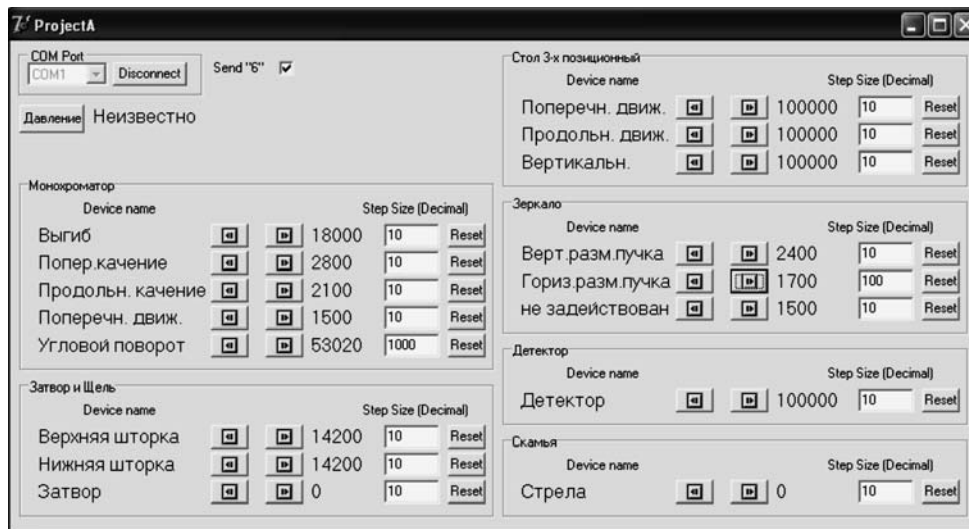 ProjectA
COM Port
COM1 Disconnect Send "6"
Давление Неизвестно
Монохроматор
Device name Step Size (Decimal)
Выгиб 18000 10 Reset
Попер.качение 2800 10 Reset
Продольн. качение 2100 10 Reset
Поперечн. движ. 1500 10 Reset
Угловой поворот 53020 1000 Reset
Затвор и Щель
Device name Step Size (Decimal)
Верхняя шторка 14200 10 Reset
Нижняя шторка 14200 10 Reset
Затвор 0 10 Reset
Стол 3-х позиционный
Device name Step Size (Decimal)
Поперечн. движ. 100000 10 Reset
Продольн. движ. 100000 10 Reset
Вертикальн. 100000 10 Reset
Зеркало
Device name Step Size (Decimal)
Верт.разм.пучка 2400 10 Reset
Гориз.разм.пучка 1700 100 Reset
не задействован 1500 10 Reset
Детектор
Device name Step Size (Decimal)
Детектор 100000 10 Reset
Скамья
Device name Step Size (Decimal)
Стрела 0 10 Reset